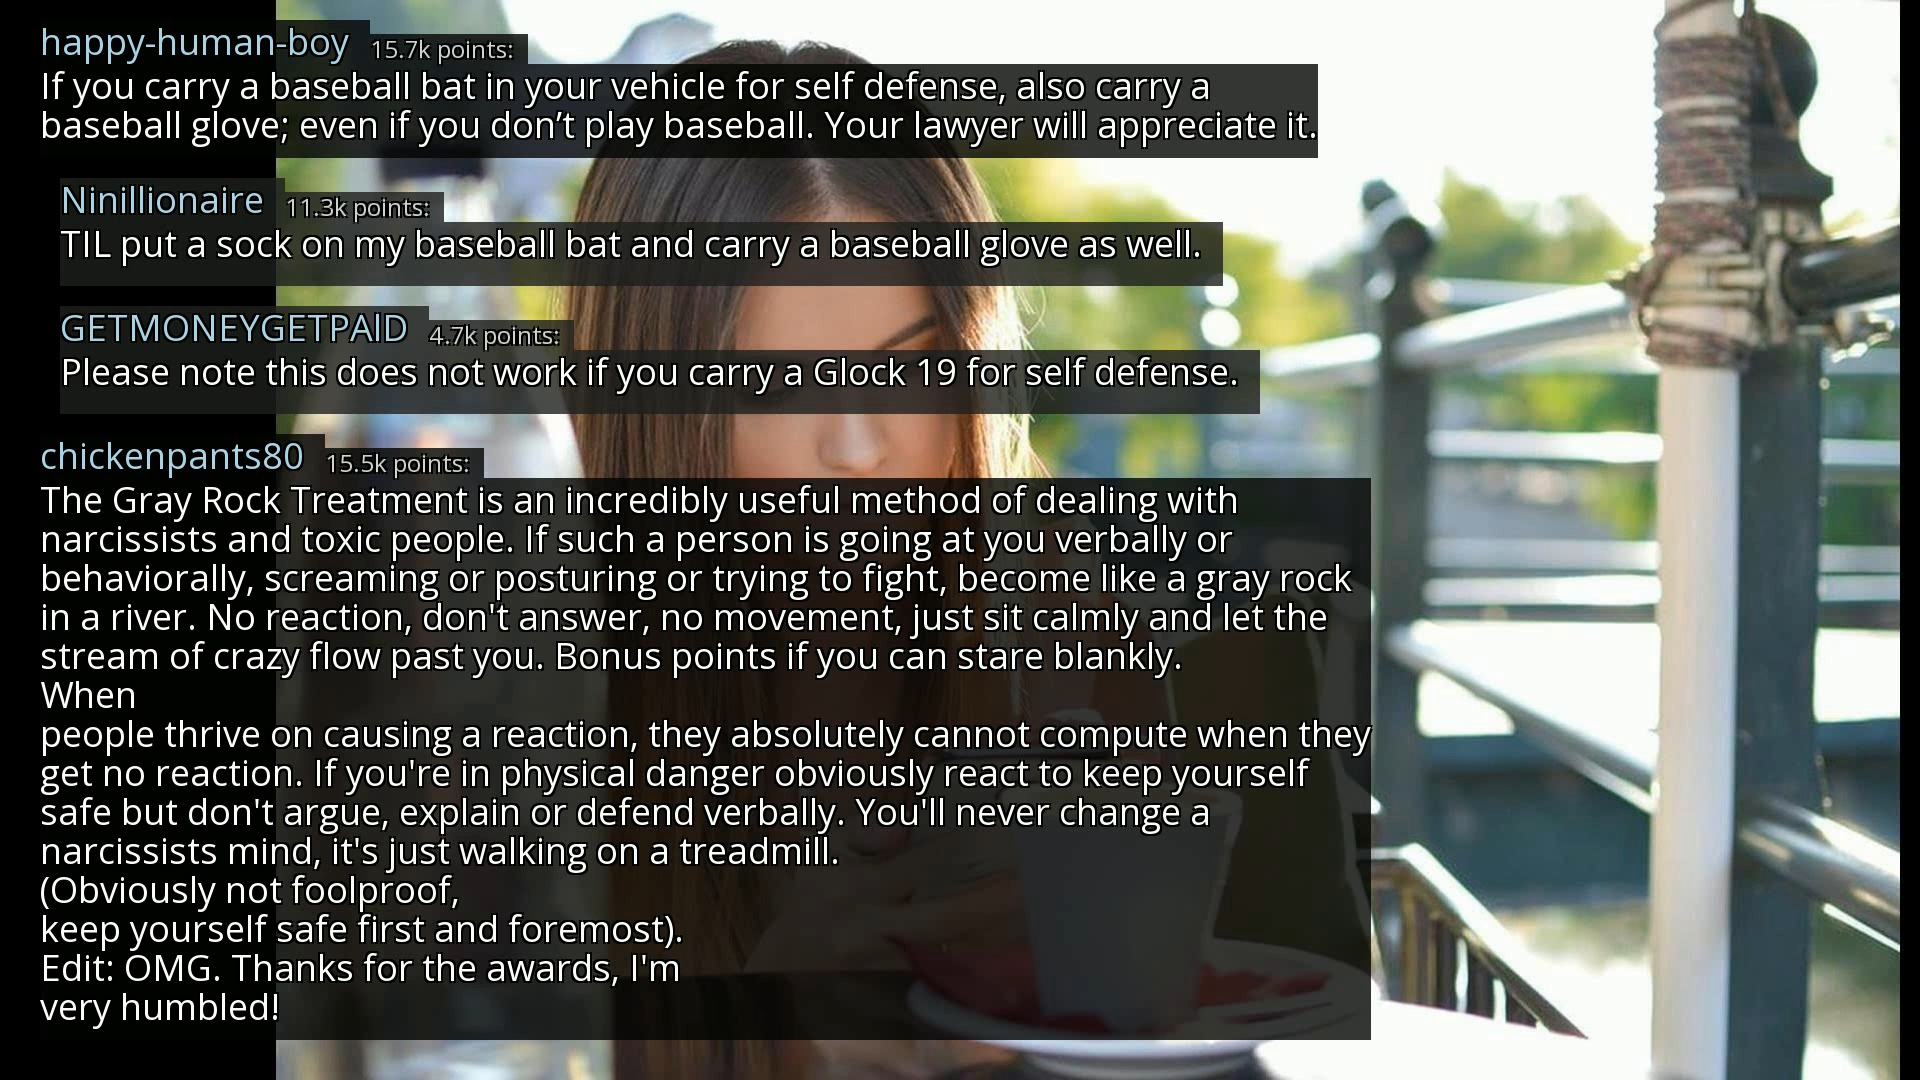 happy-human-boy 15.7k points:
If you carry a baseball bat in your vehicle for self defense, also carry a
baseball glove; even if you don’t play baseball. Your lawyer will appreciate it.
Ninillionaire 11.3k points:
TIL put a sock on my baseball bat and carry a baseball glove as well.
GETMONEYGETPAID 4.7k points:
Please note this does not work if you carry a Glock 19 for self defense.
chickenpants80 15.5k points:
The Gray Rock Treatment is an incredibly useful method of dealing with
narcissists and toxic people. If such a person is going at you verbally or
behaviorally, screaming or posturing or trying to fight, become like a gray rock
in a river. No reaction, don't answer, no movement, just sit calmly and let the
stream of crazy flow past you. Bonus points if you can stare blankly.
When
people thrive on causing a reaction, they absolutely cannot compute when they
get no reaction. If you're in physical danger obviously react to keep yourself
safe but don't argue, explain or defend verbally. You'll never change a
narcissists mind, it's just walking on a treadmill.
(Obviously not foolproof,
keep yourself safe first and foremost).
Edit: OMG. Thanks for the awards, I'm
very humbled!